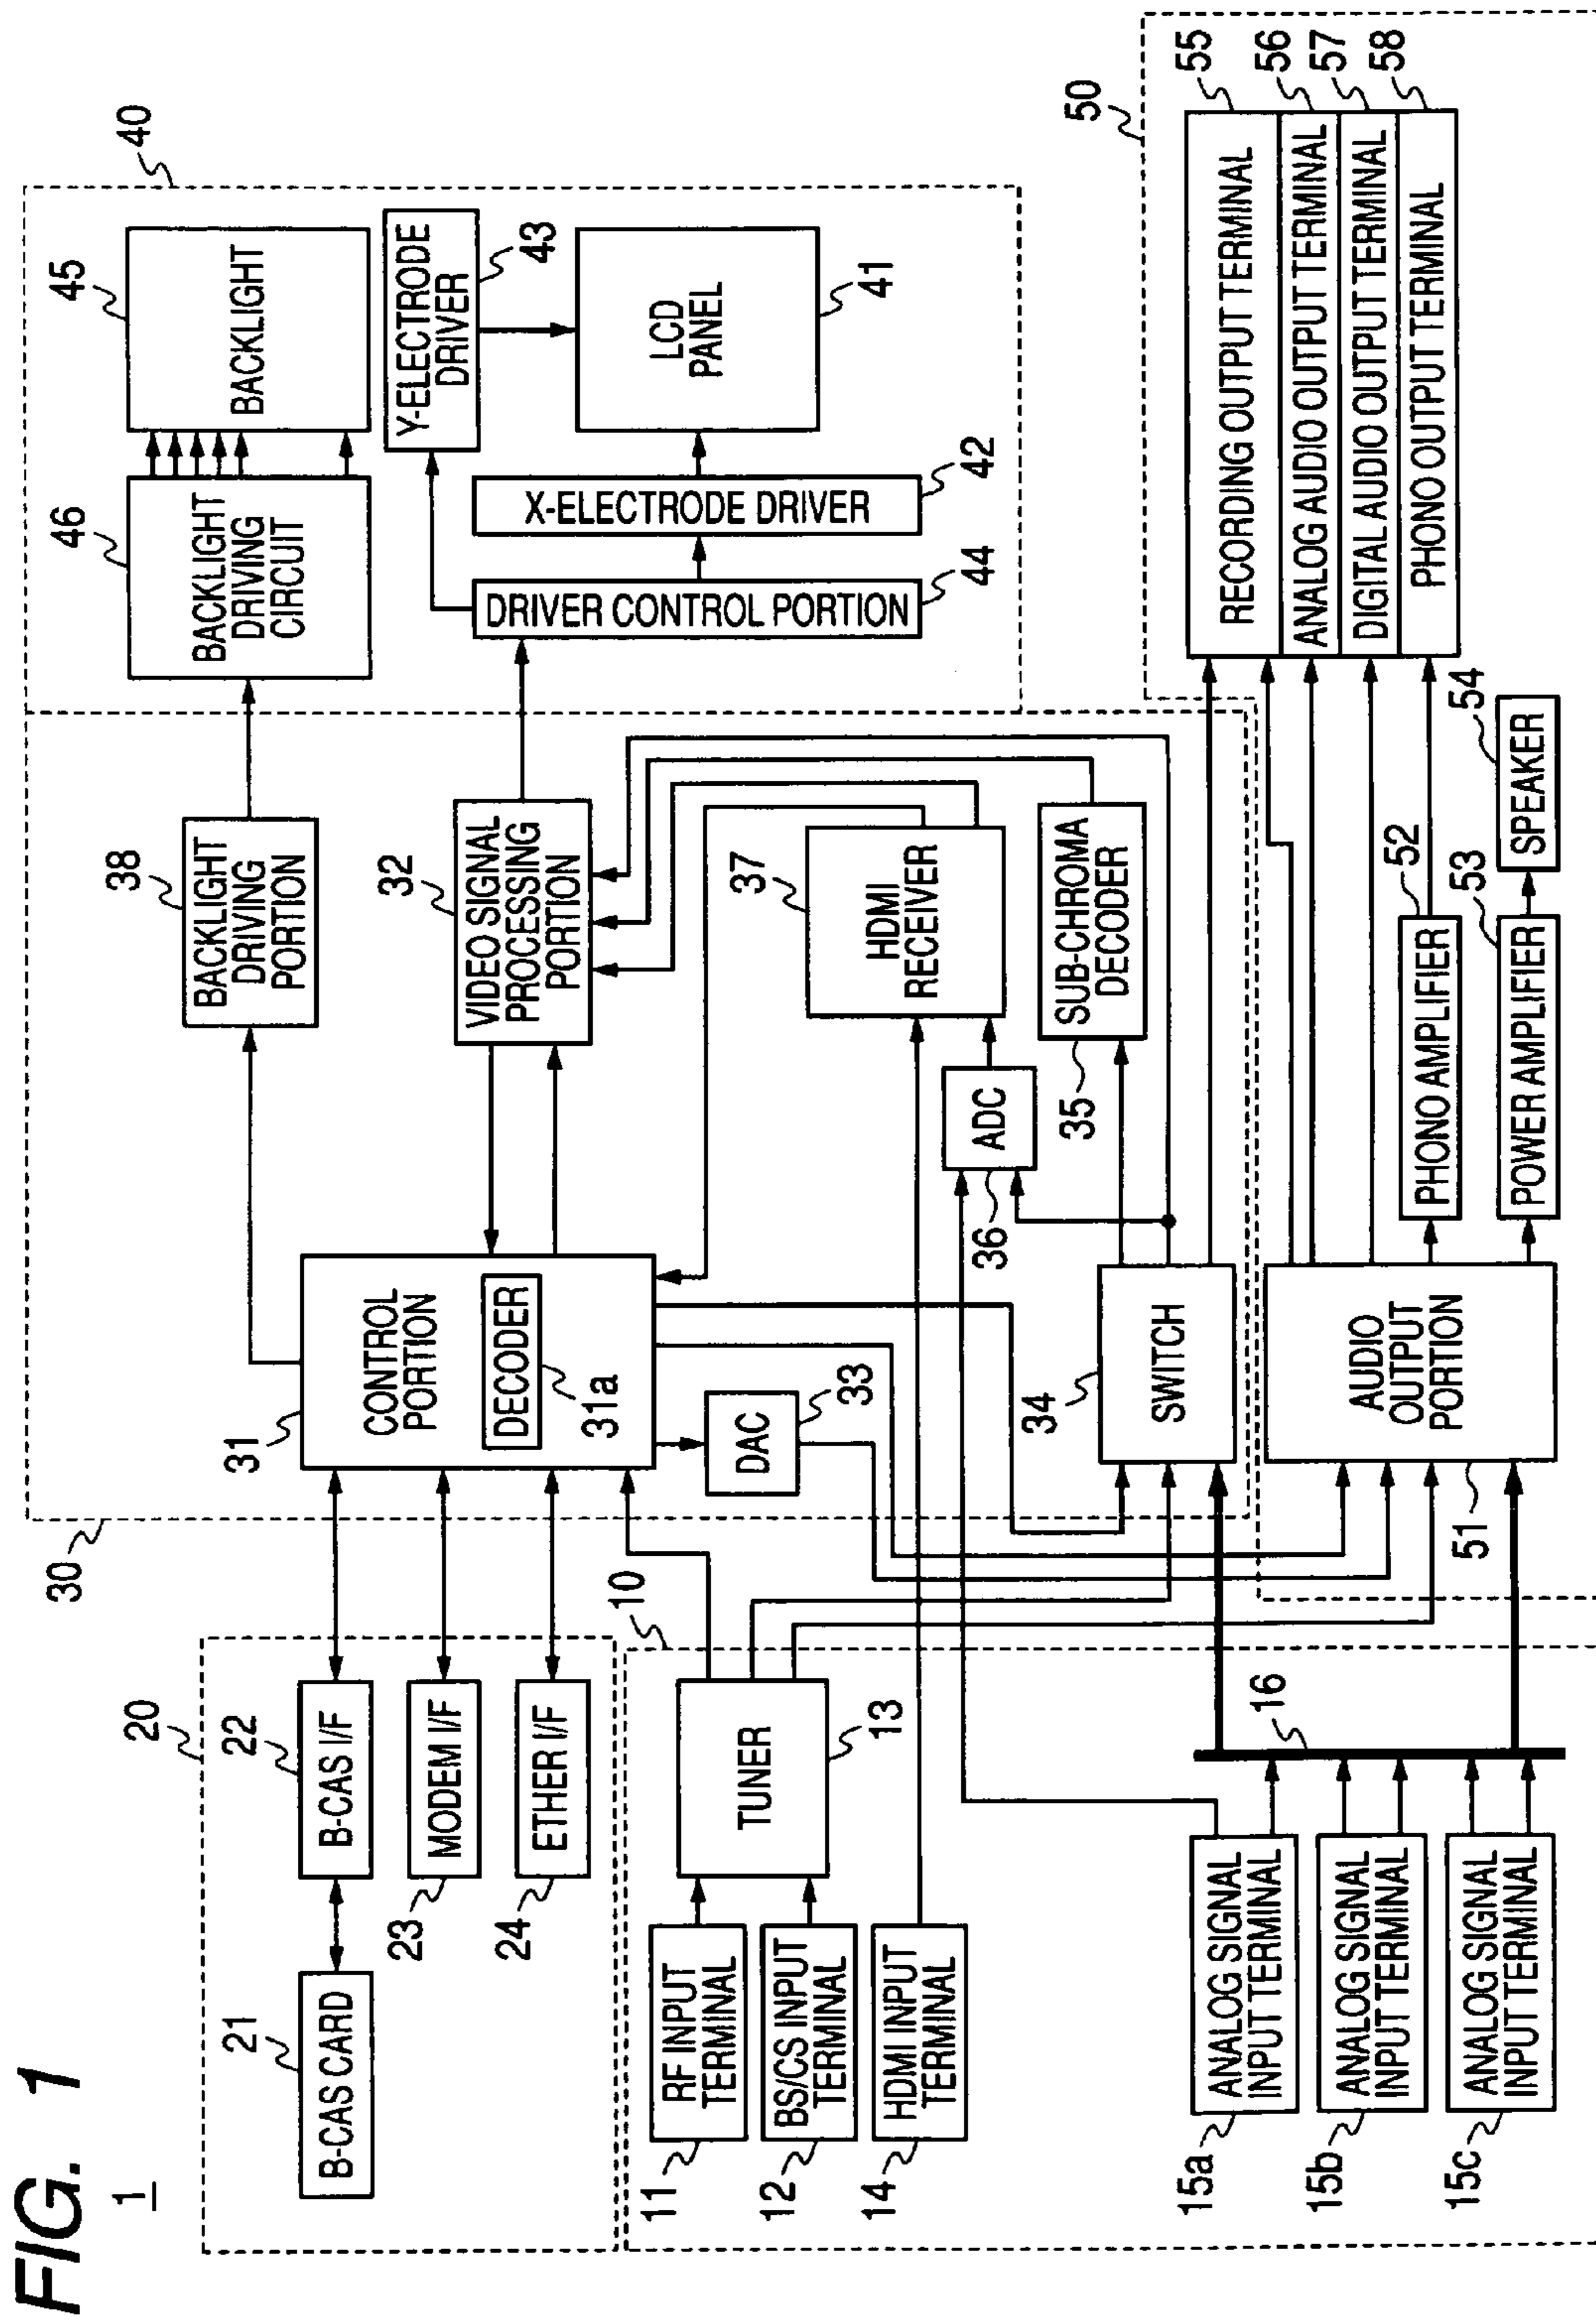 FIG. 1
1
20
21
B-CAS CARD
22
B-CAS I/F
23
MODEM I/F
24
ETHER I/F
10
11
RF INPUT
TERMINAL
12
BS/CS INPUT
TERMINAL
13
TUNER
14
HDMI INPUT
TERMINAL
15a
ANALOG SIGNAL
INPUT TERMINAL
15b
ANALOG SIGNAL
INPUT TERMINAL
15c
ANALOG SIGNAL
INPUT TERMINAL
16
30
31
CONTROL
PORTION
DECODER
31a
32
VIDEO SIGNAL
PROCESSING
PORTION
33
DAC
34
SWITCH
35
SUB-CHROMA
DECODER
36
ADC
37
HDMI
RECEIVER
38
BACKLIGHT
DRIVING
PORTION
40
46
BACKLIGHT
DRIVING
CIRCUIT
45
BACKLIGHT
Y-ELECTRODE
DRIVER
43
LCD
PANEL
41
X-ELECTRODE DRIVER
42
DRIVER CONTROL PORTION
44
50
51
AUDIO
OUTPUT
PORTION
PHONO AMPLIFIER
52
POWER AMPLIFIER
53
SPEAKER
54
RECORDING OUTPUT TERMINAL
55
ANALOG AUDIO OUTPUT TERMINAL
56
DIGITAL AUDIO OUTPUT TERMINAL
57
PHONO OUTPUT TERMINAL
58